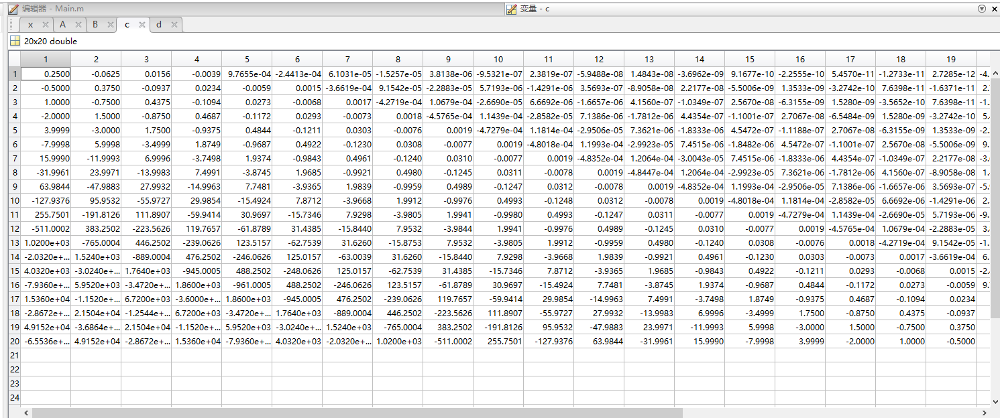 编辑器 - Main.m 变量 - c
x A B c d
20x20 double
1 2 3 4 5 6 7 8 9 10 11 12 13 14 15 16 17 18 19
1 0.2500 -0.0625 0.0156 -0.0039 9.7655e-04 -2.4413e-04 6.1031e-05 -1.5257e-05 3.8138e-06 -9.5321e-07 2.3819e-07 -5.9488e-08 1.4843e-08 -3.6962e-09 9.1677e-10 -2.2555e-10 5.4570e-11 -1.2733e-11 2.7285e-12 -4.
2 -0.5000 0.3750 -0.0937 0.0234 -0.0059 0.0015 -3.6619e-04 9.1542e-05 -2.2883e-05 5.7193e-06 -1.4291e-06 3.5693e-07 -8.9058e-08 2.2177e-08 -5.5006e-09 1.3533e-09 -3.2742e-10 7.6398e-11 -1.6371e-11 2.
3 1.0000 -0.7500 0.4375 -0.1094 0.0273 -0.0068 0.0017 -4.2719e-04 1.0679e-04 -2.6690e-05 6.6692e-06 -1.6657e-06 4.1560e-07 -1.0349e-07 2.5670e-08 -6.3155e-09 1.5280e-09 -3.5652e-10 7.6398e-11 -1.
4 -2.0000 1.5000 -0.8750 0.4687 -0.1172 0.0293 -0.0073 0.0018 -4.5765e-04 1.1439e-04 -2.8582e-05 7.1386e-06 -1.7812e-06 4.4354e-07 -1.1001e-07 2.7067e-08 -6.5484e-09 1.5280e-09 -3.2742e-10 5.
5 3.9999 -3.0000 1.7500 -0.9375 0.4844 -0.1211 0.0303 -0.0076 0.0019 -4.7279e-04 1.1814e-04 -2.9506e-05 7.3621e-06 -1.8333e-06 4.5472e-07 -1.1188e-07 2.7067e-08 -6.3155e-09 1.3533e-09 -2.
6 -7.9998 5.9998 -3.4999 1.8749 -0.9687 0.4922 -0.1230 0.0308 -0.0077 0.0019 -4.8018e-04 1.1993e-04 -2.9923e-05 7.4515e-06 -1.8482e-06 4.5472e-07 -1.1001e-07 2.5670e-08 -5.5006e-09 9.
7 15.9990 -11.9993 6.9996 -3.7498 1.9374 -0.9843 0.4961 -0.1240 0.0310 -0.0077 0.0019 -4.8352e-04 1.2064e-04 -3.0043e-05 7.4515e-06 -1.8333e-06 4.4354e-07 -1.0349e-07 2.2177e-08 -3.
8 -31.9961 23.9971 -13.9983 7.4991 -3.8745 1.9685 -0.9921 0.4980 -0.1245 0.0311 -0.0078 0.0019 -4.8447e-04 1.2064e-04 -2.9923e-05 7.3621e-06 -1.7812e-06 4.1560e-07 -8.9058e-08 1.
9 63.9844 -47.9883 27.9932 -14.9963 7.7481 -3.9365 1.9839 -0.9959 0.4989 -0.1247 0.0312 -0.0078 0.0019 -4.8352e-04 1.1993e-04 -2.9506e-05 7.1386e-06 -1.6657e-06 3.5693e-07 -5.
10 -127.9376 95.9532 -55.9727 29.9854 -15.4924 7.8712 -3.9668 1.9912 -0.9976 0.4993 -0.1248 0.0312 -0.0078 0.0019 -4.8018e-04 1.1814e-04 -2.8582e-05 6.6692e-06 -1.4291e-06 2.
11 255.7501 -191.8126 111.8907 -59.9414 30.9697 -15.7346 7.9298 -3.9805 1.9941 -0.9980 0.4993 -0.1247 0.0311 -0.0077 0.0019 -4.7279e-04 1.1439e-04 -2.6690e-05 5.7193e-06 -9.
12 -511.0002 383.2502 -223.5626 119.7657 -61.8789 31.4385 -15.8440 7.9532 -3.9844 1.9941 -0.9976 0.4989 -0.1245 0.0310 -0.0077 0.0019 -4.5765e-04 1.0679e-04 -2.2883e-05 3.
13 1.0200e+03 -765.0004 446.2502 -239.0626 123.5157 -62.7539 31.6260 -15.8753 7.9532 -3.9805 1.9912 -0.9959 0.4980 -0.1240 0.0308 -0.0076 0.0018 -4.2719e-04 9.1542e-05 -1.
14 -2.0320e+... 1.5240e+03 -889.0004 476.2502 -246.0626 125.0157 -63.0039 31.6260 -15.8440 7.9298 -3.9668 1.9839 -0.9921 0.4961 -0.1230 0.0303 -0.0073 0.0017 -3.6619e-04 6.
15 4.0320e+03 -3.0240e+... 1.7640e+03 -945.0005 488.2502 -248.0626 125.0157 -62.7539 31.4385 -15.7346 7.8712 -3.9365 1.9685 -0.9843 0.4922 -0.1211 0.0293 -0.0068 0.0015 -2.
16 -7.9360e+... 5.9520e+03 -3.4720e+... 1.8600e+03 -961.0005 488.2502 -246.0626 123.5157 -61.8789 30.9697 -15.4924 7.7481 -3.8745 1.9374 -0.9687 0.4844 -0.1172 0.0273 -0.0059 9.
17 1.5360e+04 -1.1520e+... 6.7200e+03 -3.6000e+... 1.8600e+03 -945.0005 476.2502 -239.0626 119.7657 -59.9414 29.9854 -14.9963 7.4991 -3.7498 1.8749 -0.9375 0.4687 -0.1094 0.0234
18 -2.8672e+... 2.1504e+04 -1.2544e+... 6.7200e+03 -3.4720e+... 1.7640e+03 -889.0004 446.2502 -223.5626 111.8907 -55.9727 27.9932 -13.9983 6.9996 -3.4999 1.7500 -0.8750 0.4375 -0.0937
19 4.9152e+04 -3.6864e+... 2.1504e+04 -1.1520e+... 5.9520e+03 -3.0240e+... 1.5240e+03 -765.0004 383.2502 -191.8126 95.9532 -47.9883 23.9971 -11.9993 5.9998 -3.0000 1.5000 -0.7500 0.3750
20 -6.5536e+... 4.9152e+04 -2.8672e+... 1.5360e+04 -7.9360e+... 4.0320e+03 -2.0320e+... 1.0200e+03 -511.0002 255.7501 -127.9376 63.9844 -31.9961 15.9990 -7.9998 3.9999 -2.0000 1.0000 -0.5000
21
22
23
24